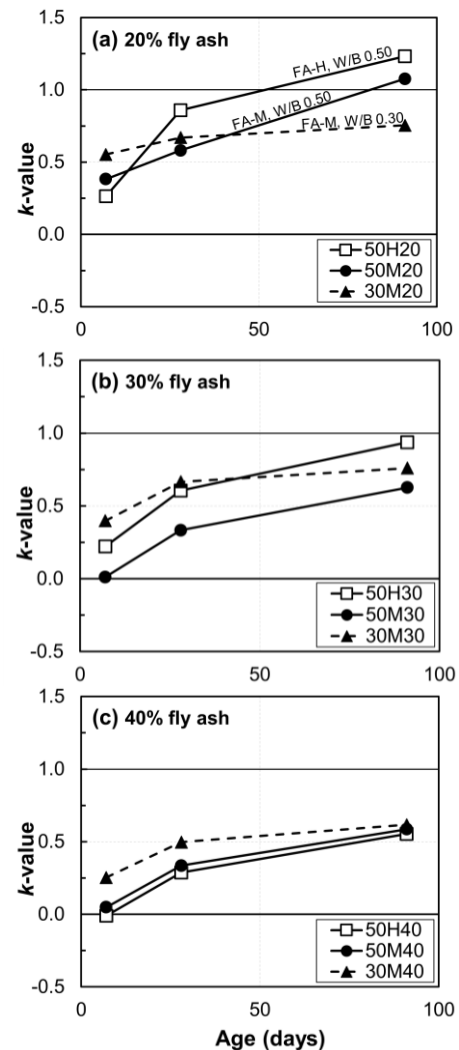 (a) 20% fly ash
FA-H, W/B 0.50
FA-M, W/B 0.50
FA-M, W/B 0.30
1.5
1.0
0.5
0.0
-0.5
k-value
50H20
50M20
30M20
0
50
100
(b) 30% fly ash
1.5
1.0
0.5
0.0
-0.5
k-value
50H30
50M30
30M30
0
50
100
(c) 40% fly ash
1.5
1.0
0.5
0.0
-0.5
k-value
50H40
50M40
30M40
0
50
100
Age (days)